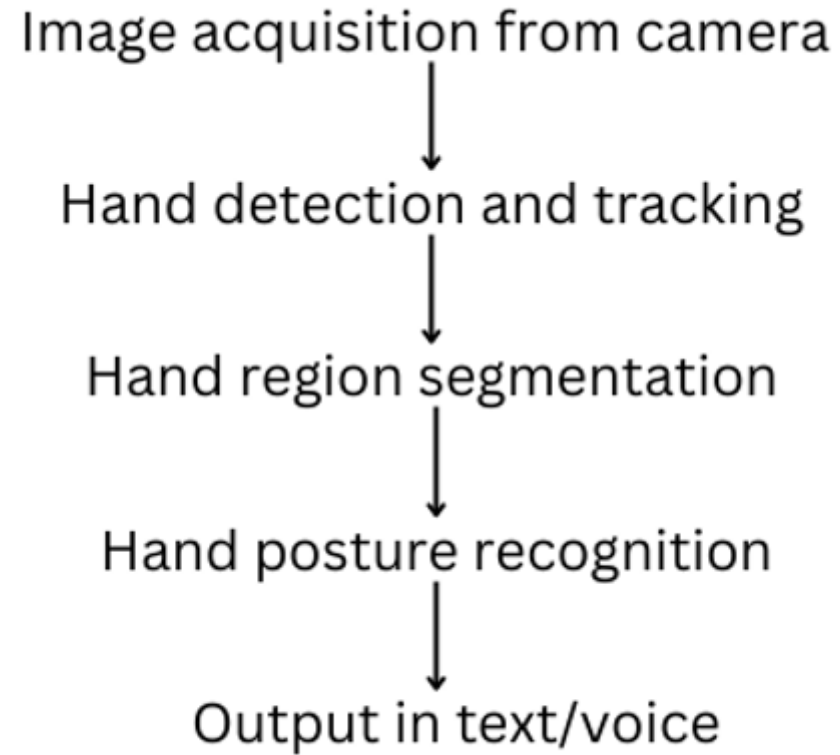 Image acquisition from camera
Hand detection and tracking
Hand region segmentation
Hand posture recognition
Output in text/voice